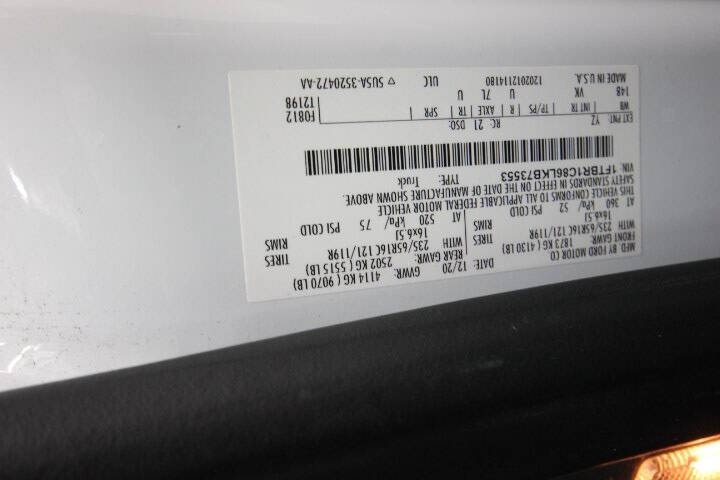 MFD. BY FORD MOTOR CO.
DATE: 12/20 GVWR: 4114 KG ( 9070 LB)
FRONT GAWR: REAR GAWR:
1873 KG ( 4130 LB) 2502 KG ( 5515 LB)
WITH TIRES WITH TIRES
235/65R16C 121/119R 235/65R16C 121/119R
16x6.5J RIMS 16x6.5J RIMS
AT 360 kPa/ 52 PSI COLD AT 520 kPa/ 75 PSI COLD
THIS VEHICLE CONFORMS TO ALL APPLICABLE FEDERAL MOTOR VEHICLE
SAFETY STANDARDS IN EFFECT ON THE DATE OF MANUFACTURE SHOWN ABOVE.
VIN: 1FTBR1C86LKB73553
TYPE: Truck
EXT PNT: YZ RC: 21 DSO: F0812
T2198
WB INT TR TP/PS R AXLE TR SPR
148 VK U 7L U
MADE IN U.S.A. 1202012114180 ULC ▽ 5U5A-3520472-AA